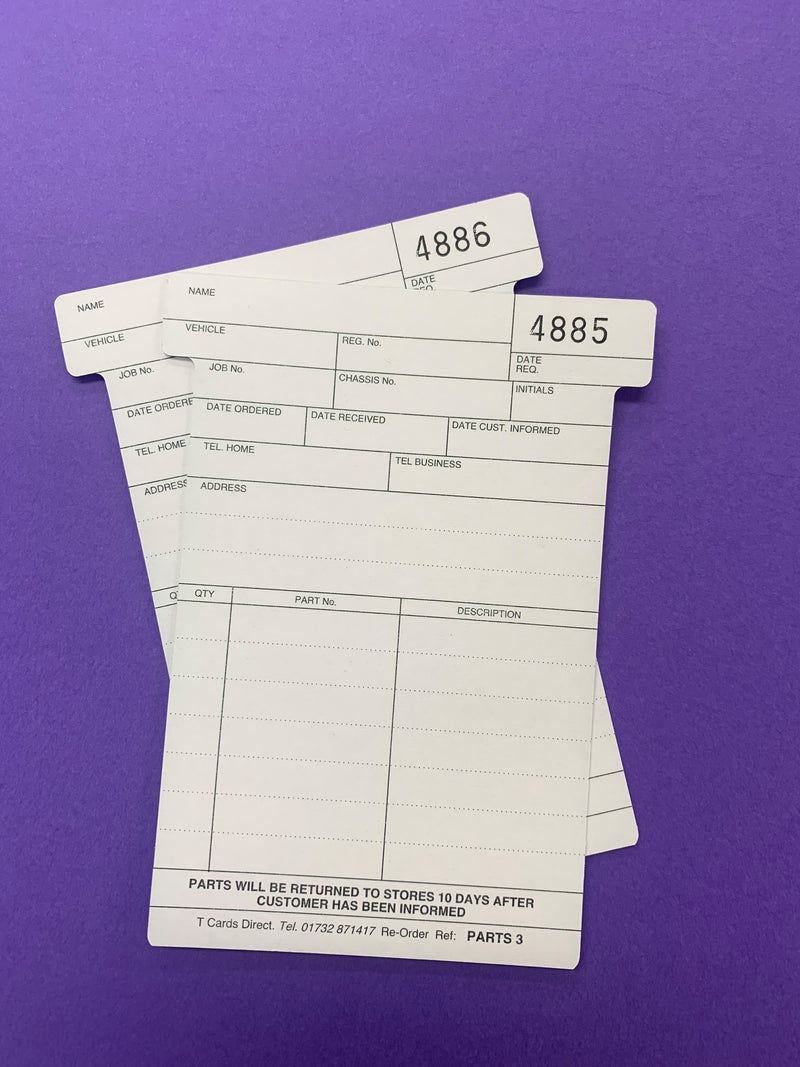 4886
DATE
NAME
VEHICLE
JOB No.
DATE ORDERE
TEL. HOME
ADDRESS
NAME
4885
VEHICLE
REG. No.
DATE
REQ.
JOB No.
CHASSIS No.
INITIALS
DATE ORDERED
DATE RECEIVED
DATE CUST. INFORMED
TEL. HOME
TEL BUSINESS
ADDRESS
QTY
PART No.
DESCRIPTION
PARTS WILL BE RETURNED TO STORES 10 DAYS AFTER
CUSTOMER HAS BEEN INFORMED
T Cards Direct. Tel. 01732 871417 Re-Order Ref: PARTS 3